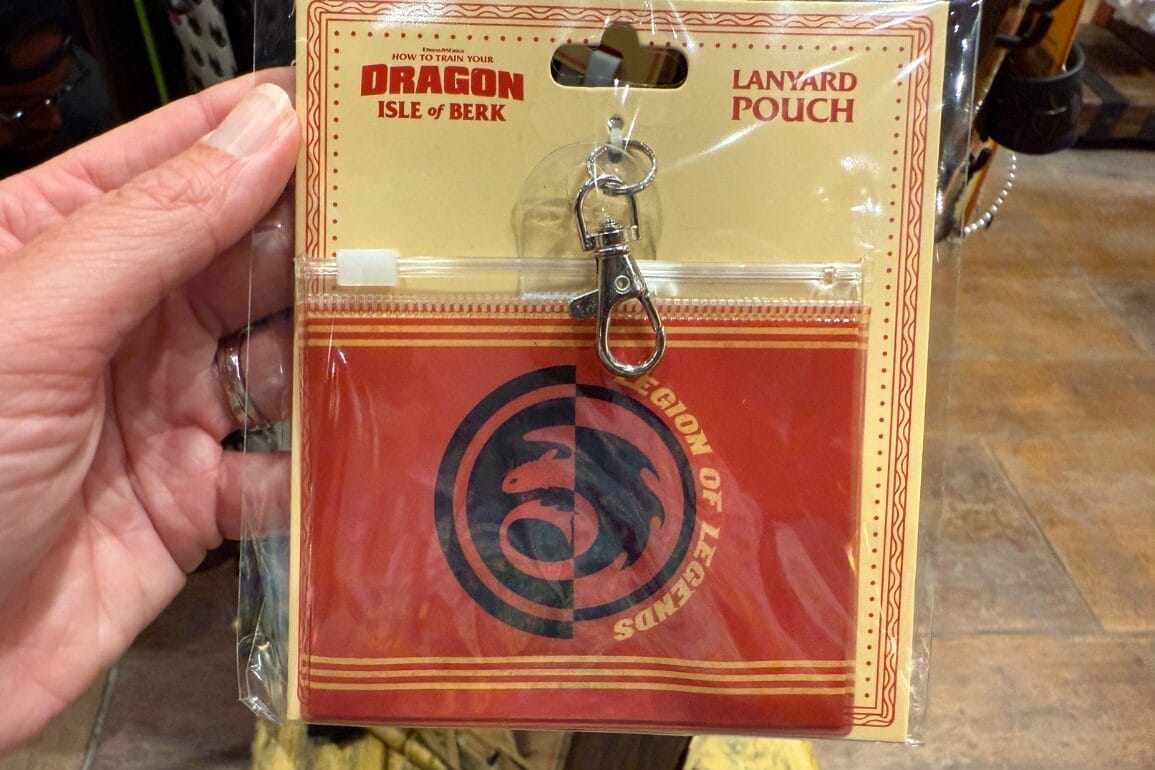 DREAMWORKS
HOW TO TRAIN YOUR
DRAGON
ISLE of BERK
LANYARD
POUCH
LEGION OF LEGENDS